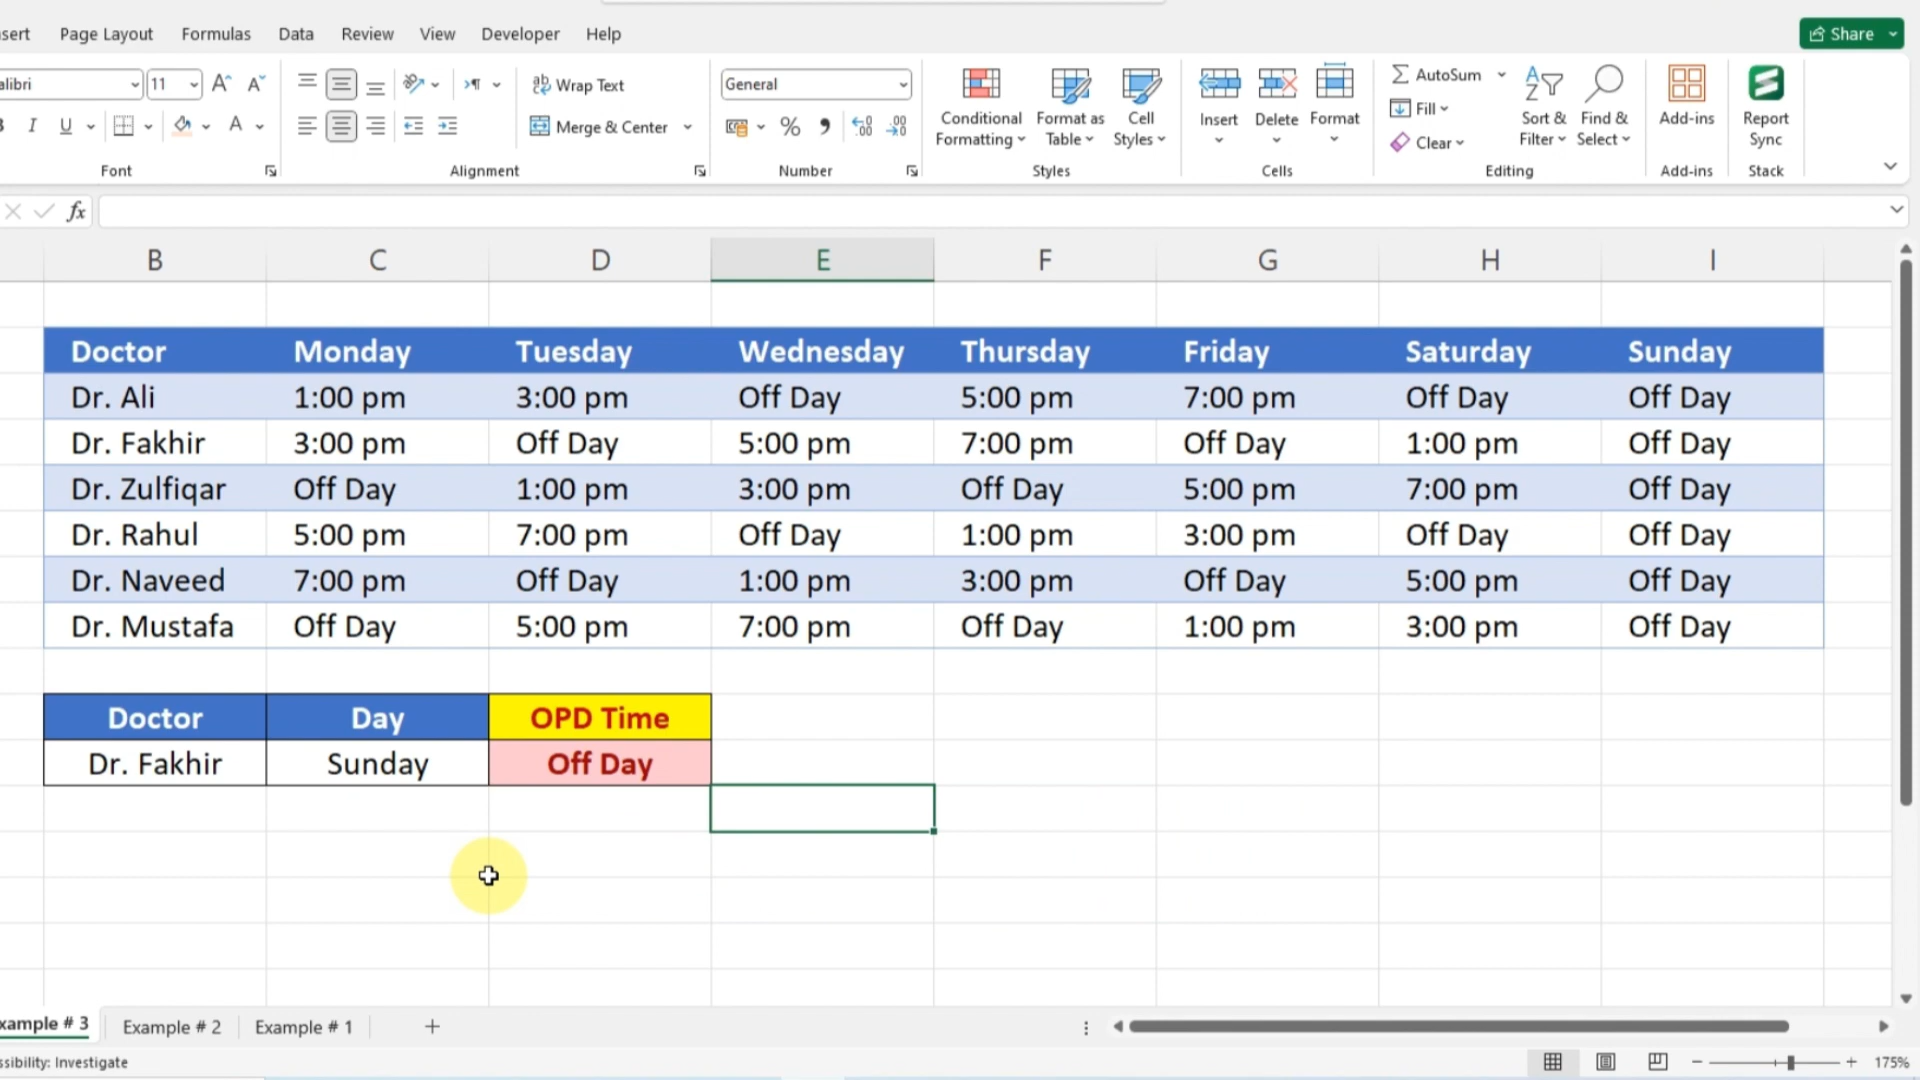 sert Page Layout Formulas Data Review View Developer Help Share
alibri 11 A^ A˅ ab Wrap Text General AutoSum
B I U A Merge & Center % , Conditional Formatting Format as Table Cell Styles Insert Delete Format Fill Clear Sort & Filter Find & Select Add-ins Report Sync
Font Alignment Number Styles Cells Editing Add-ins Stack
fx
B C D E F G H I
Doctor Monday Tuesday Wednesday Thursday Friday Saturday Sunday
Dr. Ali 1:00 pm 3:00 pm Off Day 5:00 pm 7:00 pm Off Day Off Day
Dr. Fakhir 3:00 pm Off Day 5:00 pm 7:00 pm Off Day 1:00 pm Off Day
Dr. Zulfiqar Off Day 1:00 pm 3:00 pm Off Day 5:00 pm 7:00 pm Off Day
Dr. Rahul 5:00 pm 7:00 pm Off Day 1:00 pm 3:00 pm Off Day Off Day
Dr. Naveed 7:00 pm Off Day 1:00 pm 3:00 pm Off Day 5:00 pm Off Day
Dr. Mustafa Off Day 5:00 pm 7:00 pm Off Day 1:00 pm 3:00 pm Off Day
Doctor Day OPD Time
Dr. Fakhir Sunday Off Day
xample # 3 Example # 2 Example # 1
ssibility: Investigate 175%